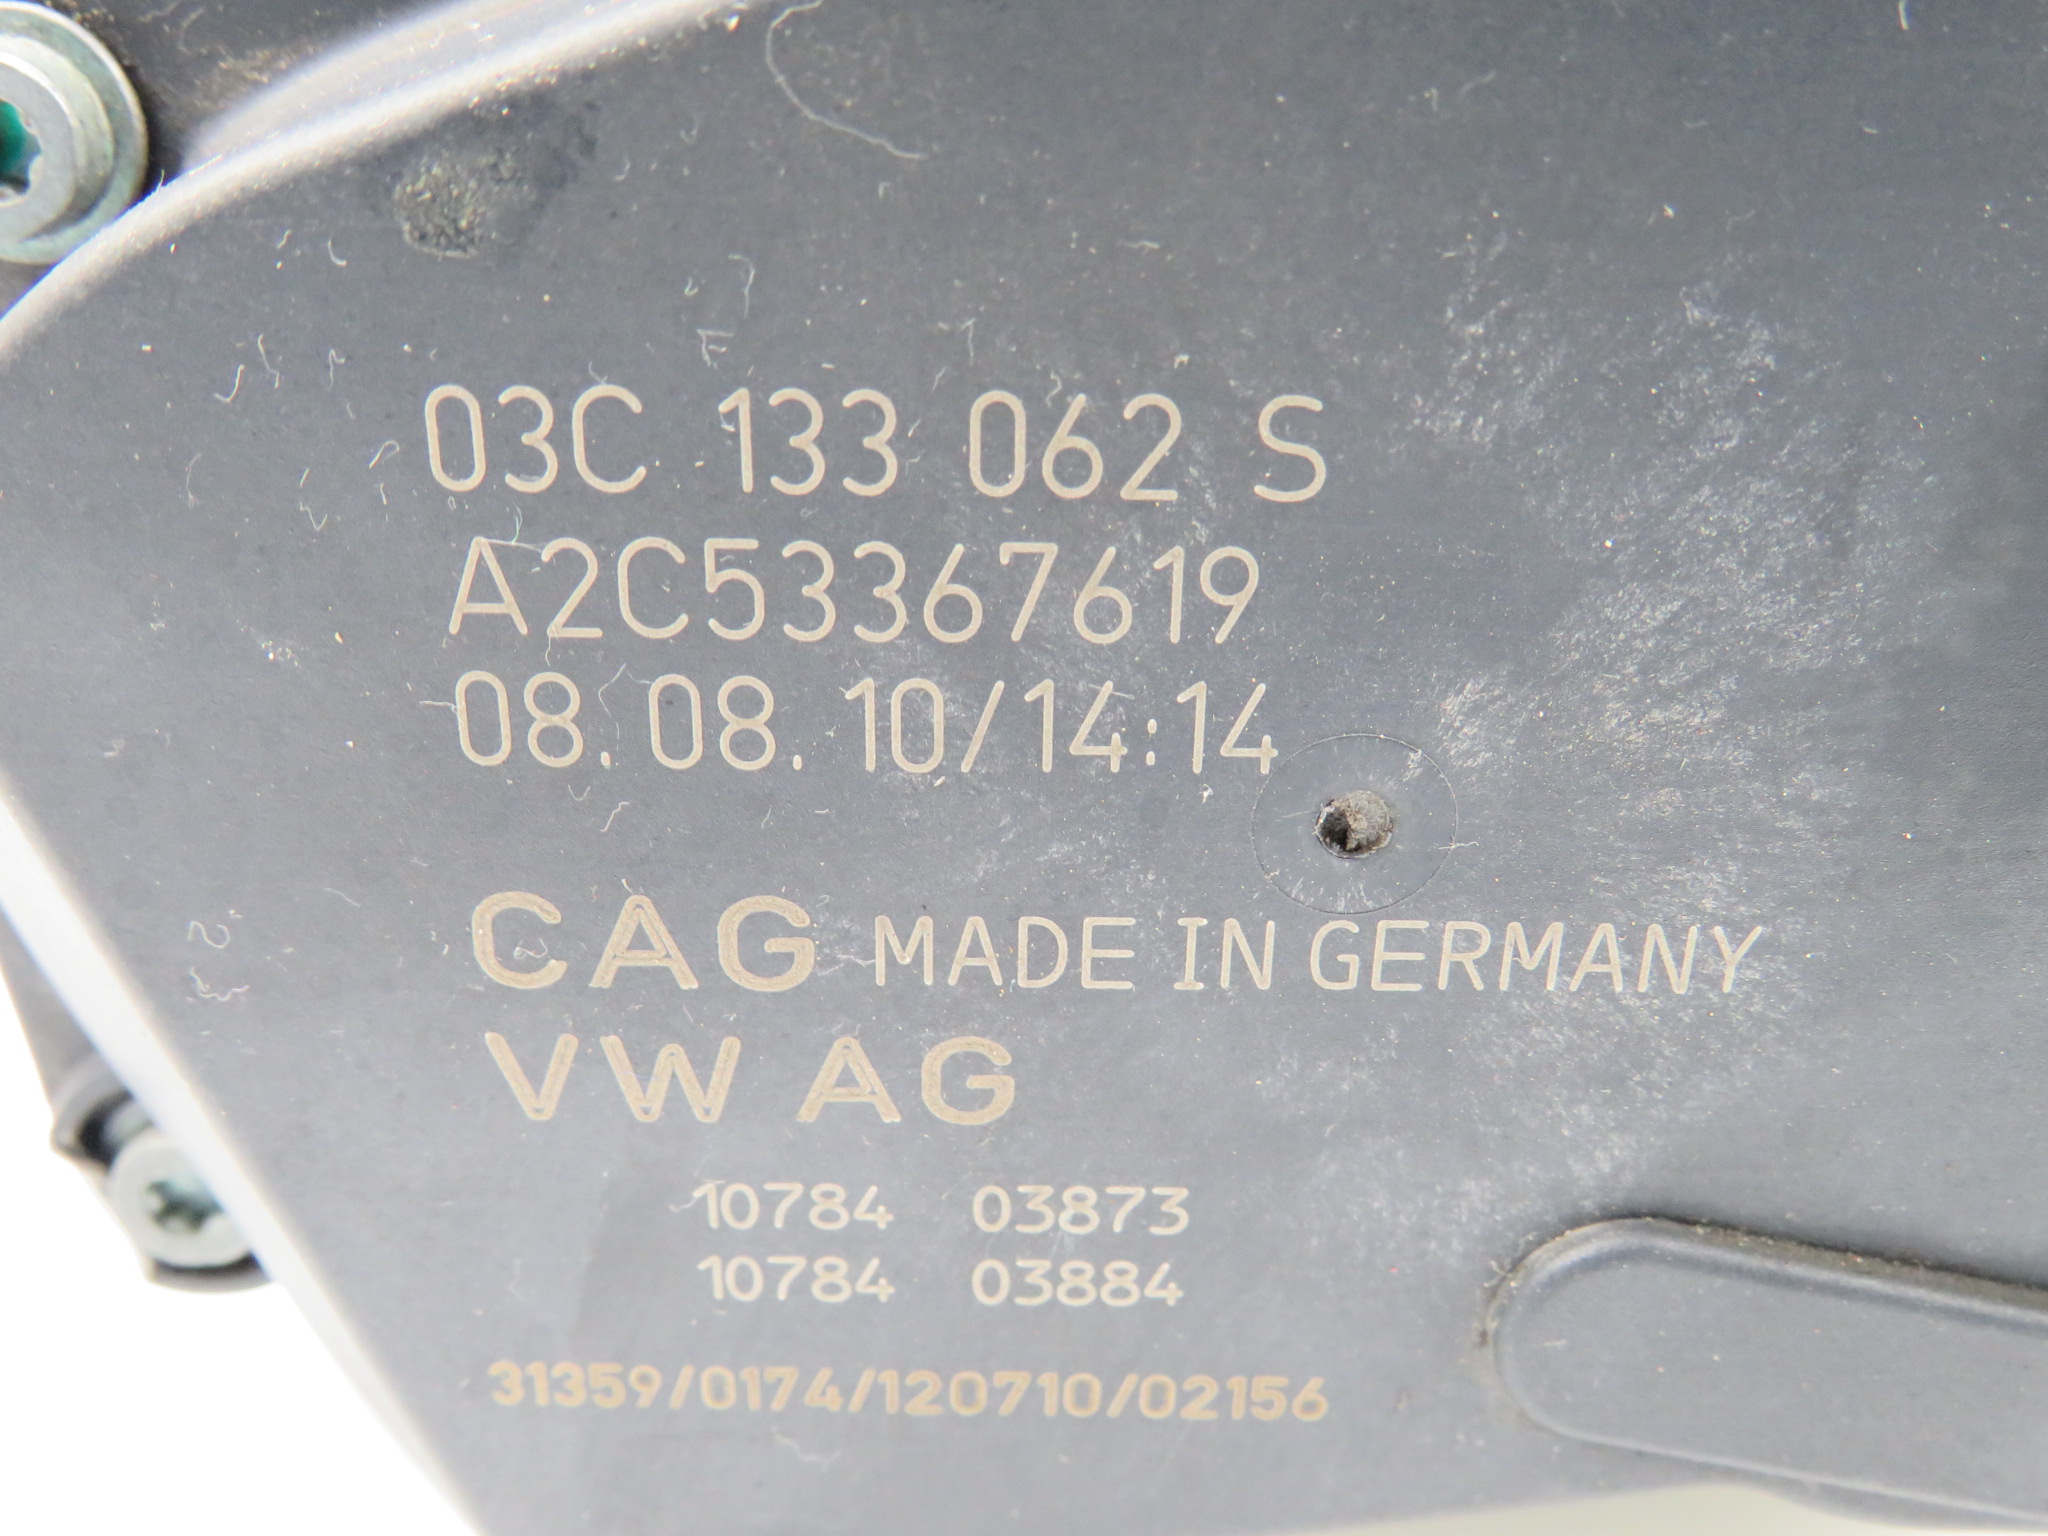 03C 133 062 S
A2C53367619
08.08.10/14:14
CAG MADE IN GERMANY
VW AG
10784 03873
10784 03884
31359/0174/120710/02156